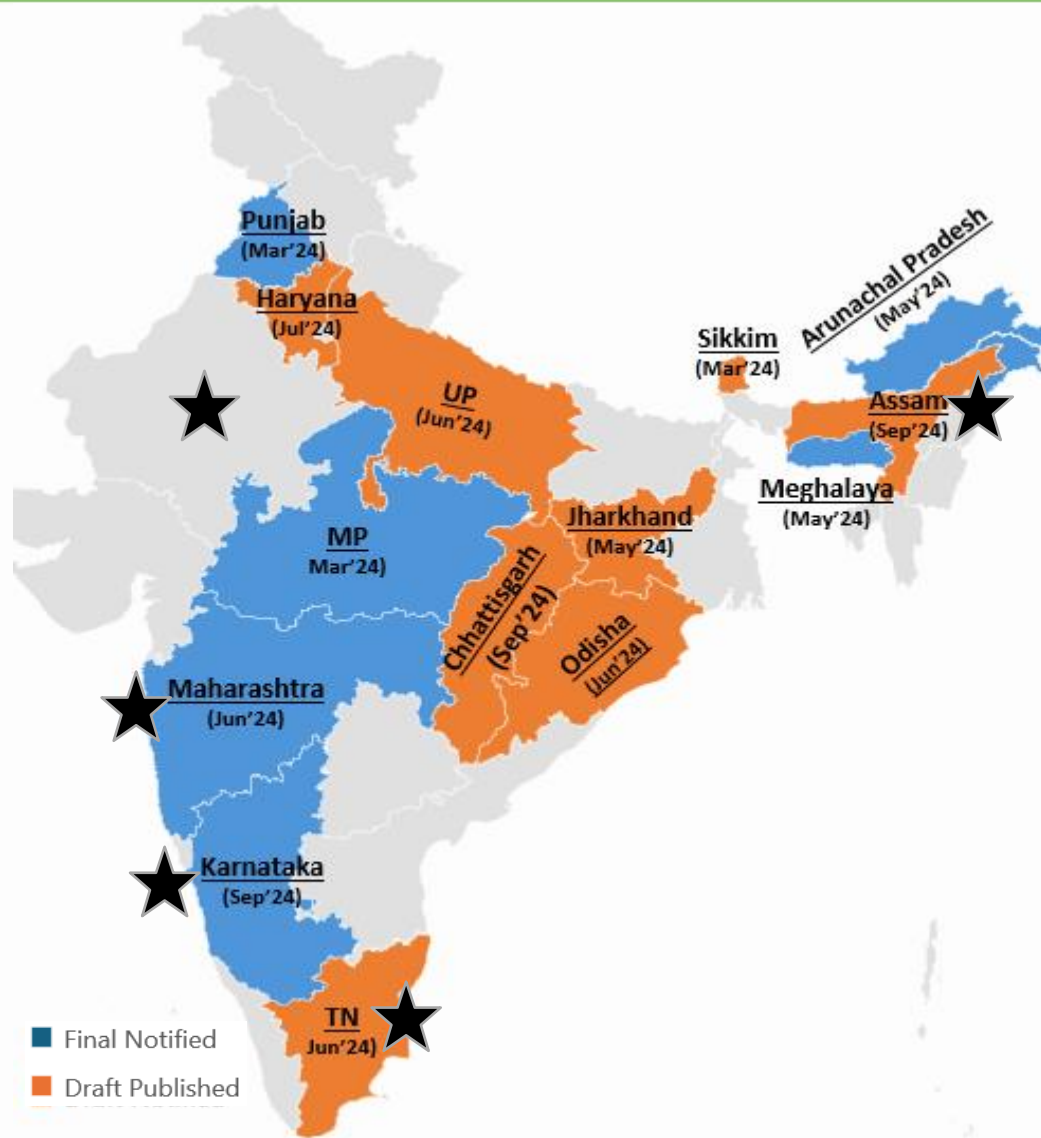 Punjab
(Mar’24)
Haryana
(Jul’24)
UP
(Jun’24)
Sikkim
(Mar’24)
Arunachal Pradesh
(May’24)
Assam
(Sep’24)
Meghalaya
(May’24)
Jharkhand
(May’24)
MP
Mar’24)
Chhattisgarh
(Sep’24)
Odisha
(Jun’24)
Maharashtra
(Jun’24)
Karnataka
(Sep’24)
TN
Jun’24)
Final Notified
Draft Published